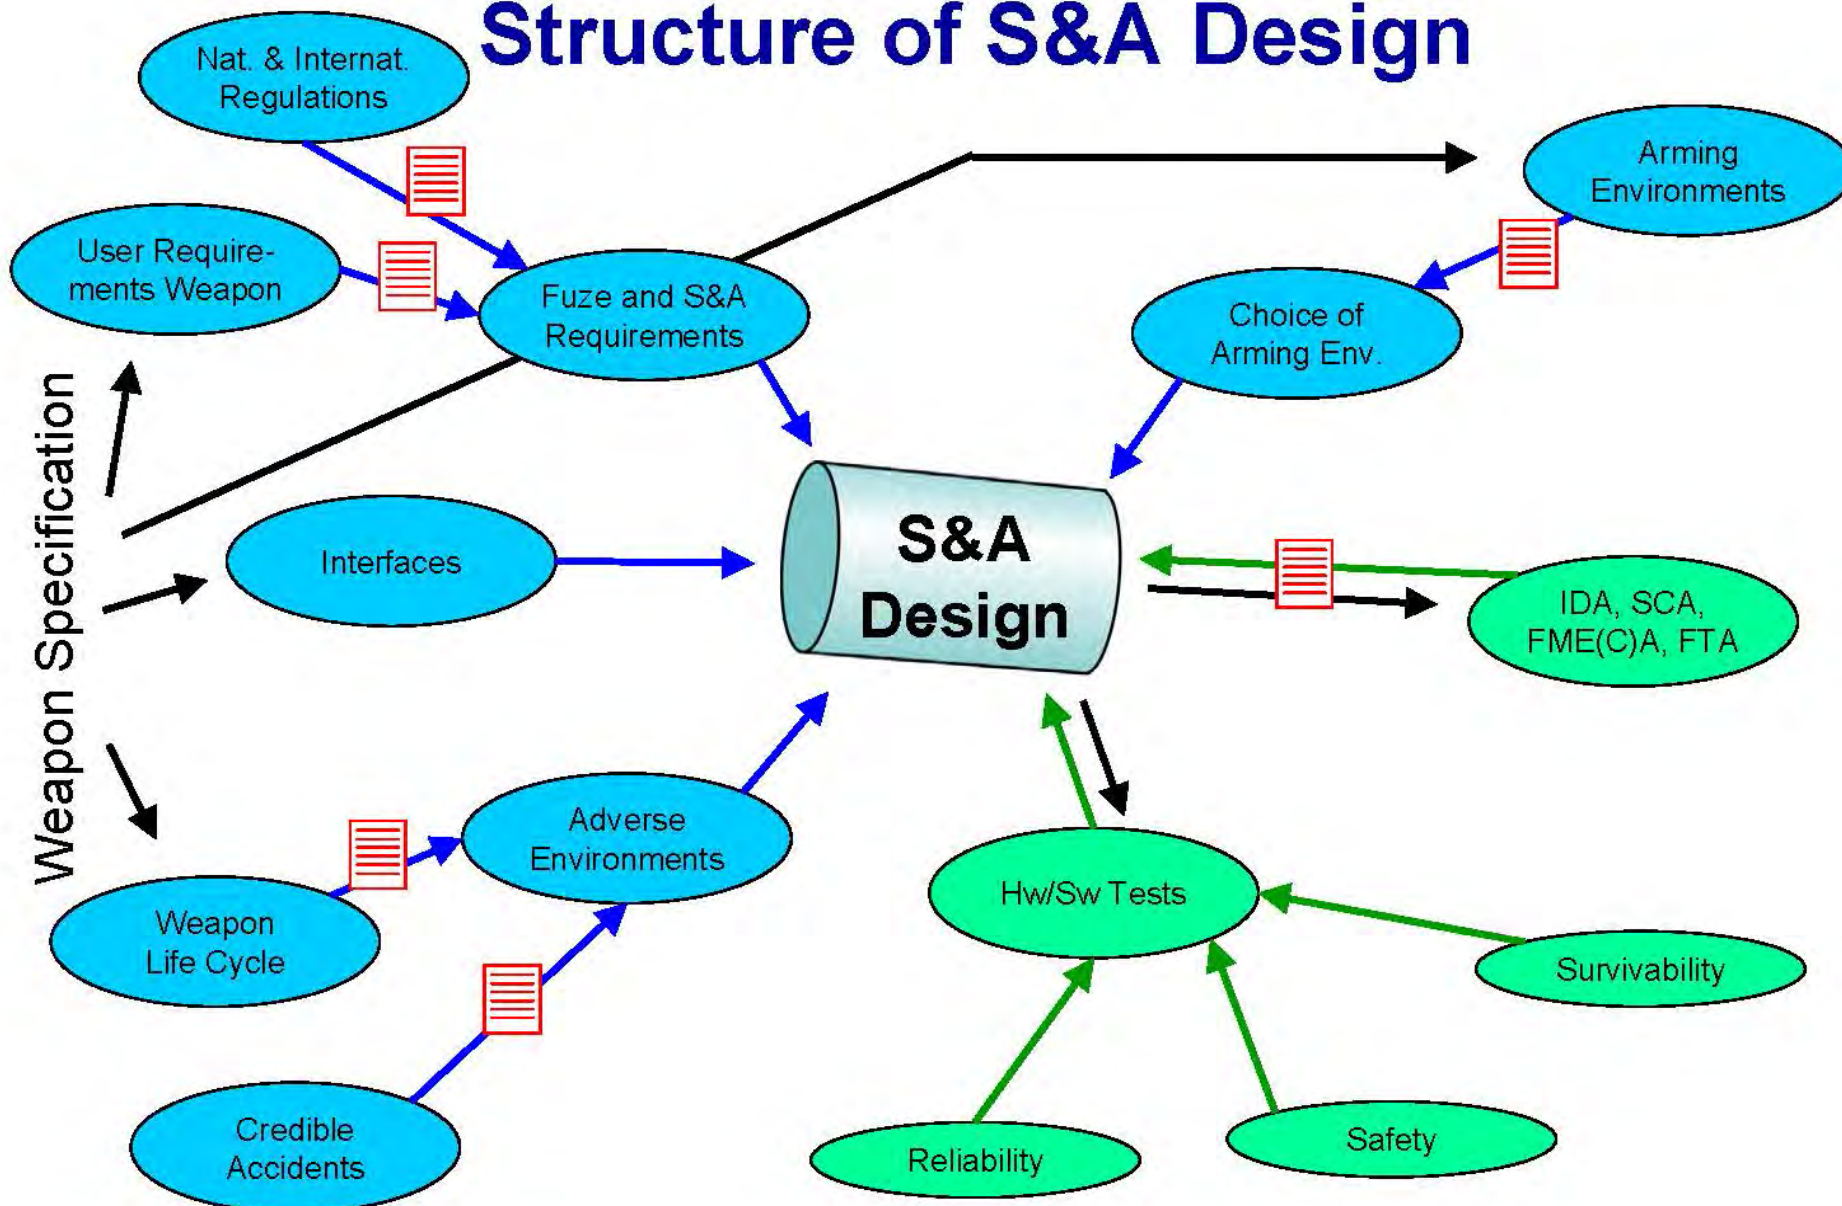 Structure of S&A Design
Nat. & Internat.
Regulations
Arming
Environments
User Require-
ments Weapon
Fuze and S&A
Requirements
Choice of
Arming Env.
Weapon Specification
Interfaces
S&A
Design
IDA, SCA,
FME(C)A, FTA
Adverse
Environments
Hw/Sw Tests
Weapon
Life Cycle
Survivability
Credible
Accidents
Reliability
Safety